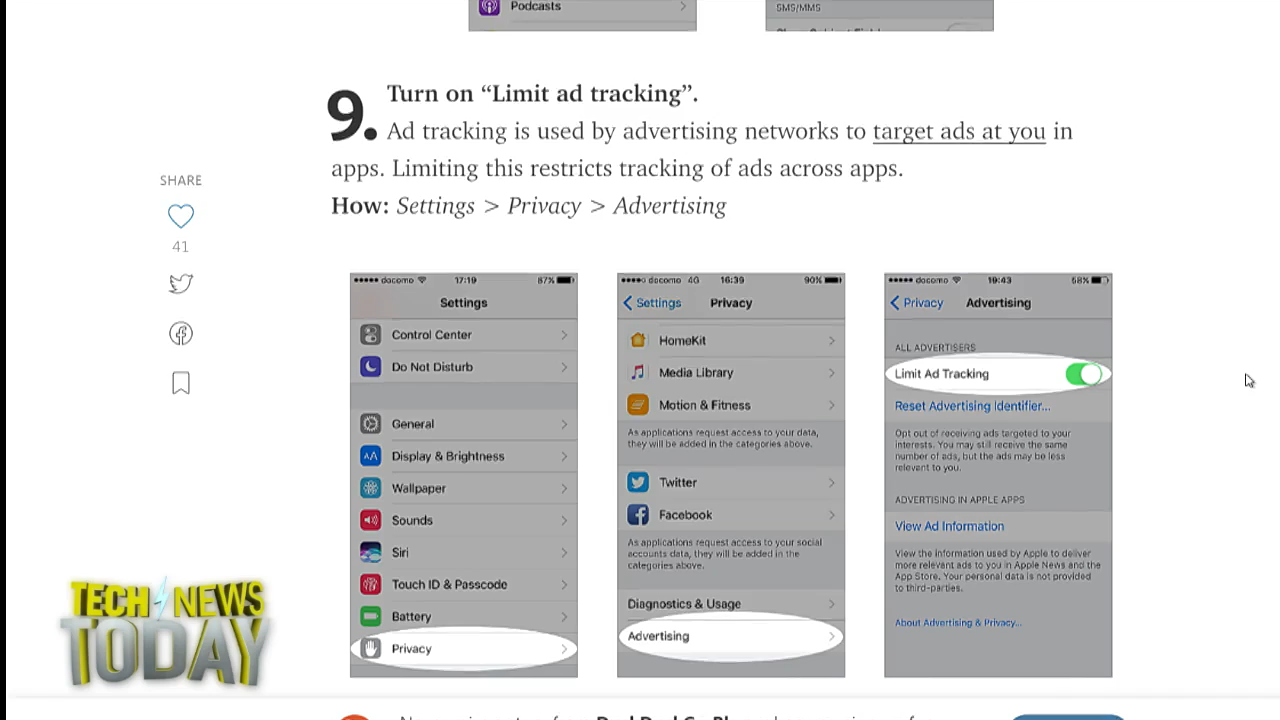 Podcasts
SMS/MMS
9. Turn on “Limit ad tracking”.
Ad tracking is used by advertising networks to target ads at you in
apps. Limiting this restricts tracking of ads across apps.
How: Settings > Privacy > Advertising
SHARE
41
docomo 17:19 87%
Settings
Control Center
Do Not Disturb
General
AA Display & Brightness
Wallpaper
Sounds
Siri
Touch ID & Passcode
Battery
Privacy
docomo 4G 16:39 90%
Settings Privacy
HomeKit
Media Library
Motion & Fitness
As applications request access to your data,
they will be added in the categories above.
Twitter
Facebook
As applications request access to your social
accounts data, they will be added in the
categories above.
Diagnostics & Usage
Advertising
docomo 19:43 58%
Privacy Advertising
ALL ADVERTISERS
Limit Ad Tracking
Reset Advertising Identifier...
Opt out of receiving ads targeted to your
interests. You may still receive the same
number of ads, but the ads may be less
relevant to you.
ADVERTISING IN APPLE APPS
View Ad Information
View the information used by Apple to deliver
more relevant ads to you in Apple News and the
App Store. Your personal data is not provided
to third-parties.
About Advertising & Privacy...
TECH NEWS
TODAY